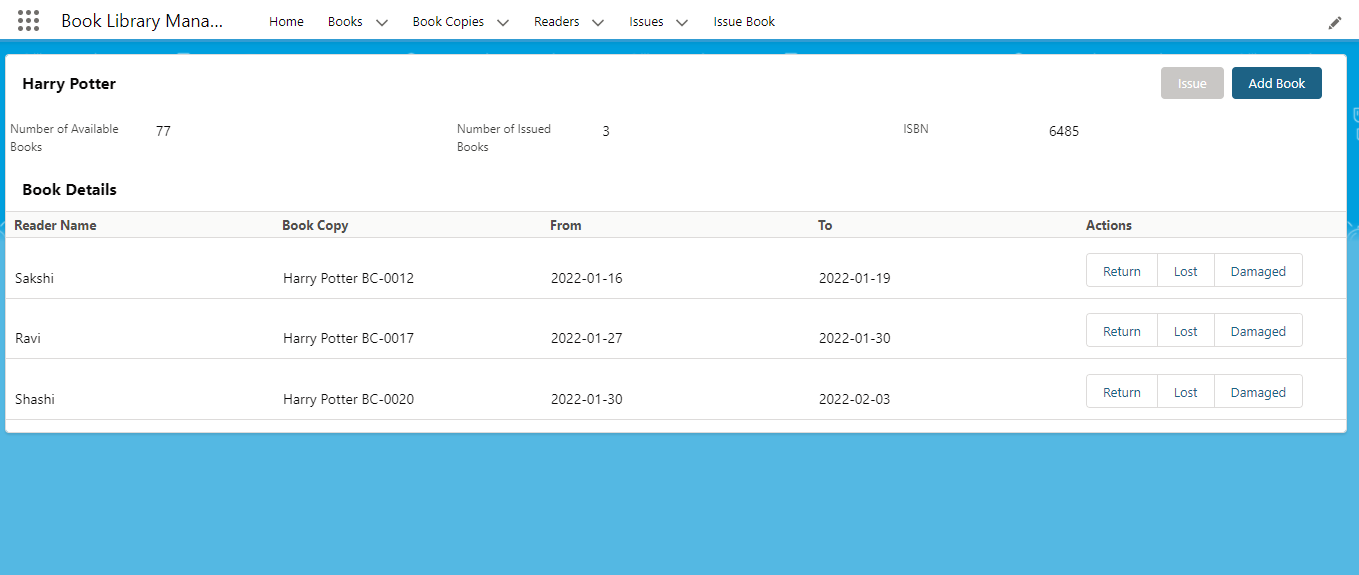 Book Library Mana... Home Books Book Copies Readers Issues Issue Book
Harry Potter Issue Add Book
Number of Available Books 77 Number of Issued Books 3 ISBN 6485
Book Details
Reader Name Book Copy From To Actions
Sakshi Harry Potter BC-0012 2022-01-16 2022-01-19 Return Lost Damaged
Ravi Harry Potter BC-0017 2022-01-27 2022-01-30 Return Lost Damaged
Shashi Harry Potter BC-0020 2022-01-30 2022-02-03 Return Lost Damaged